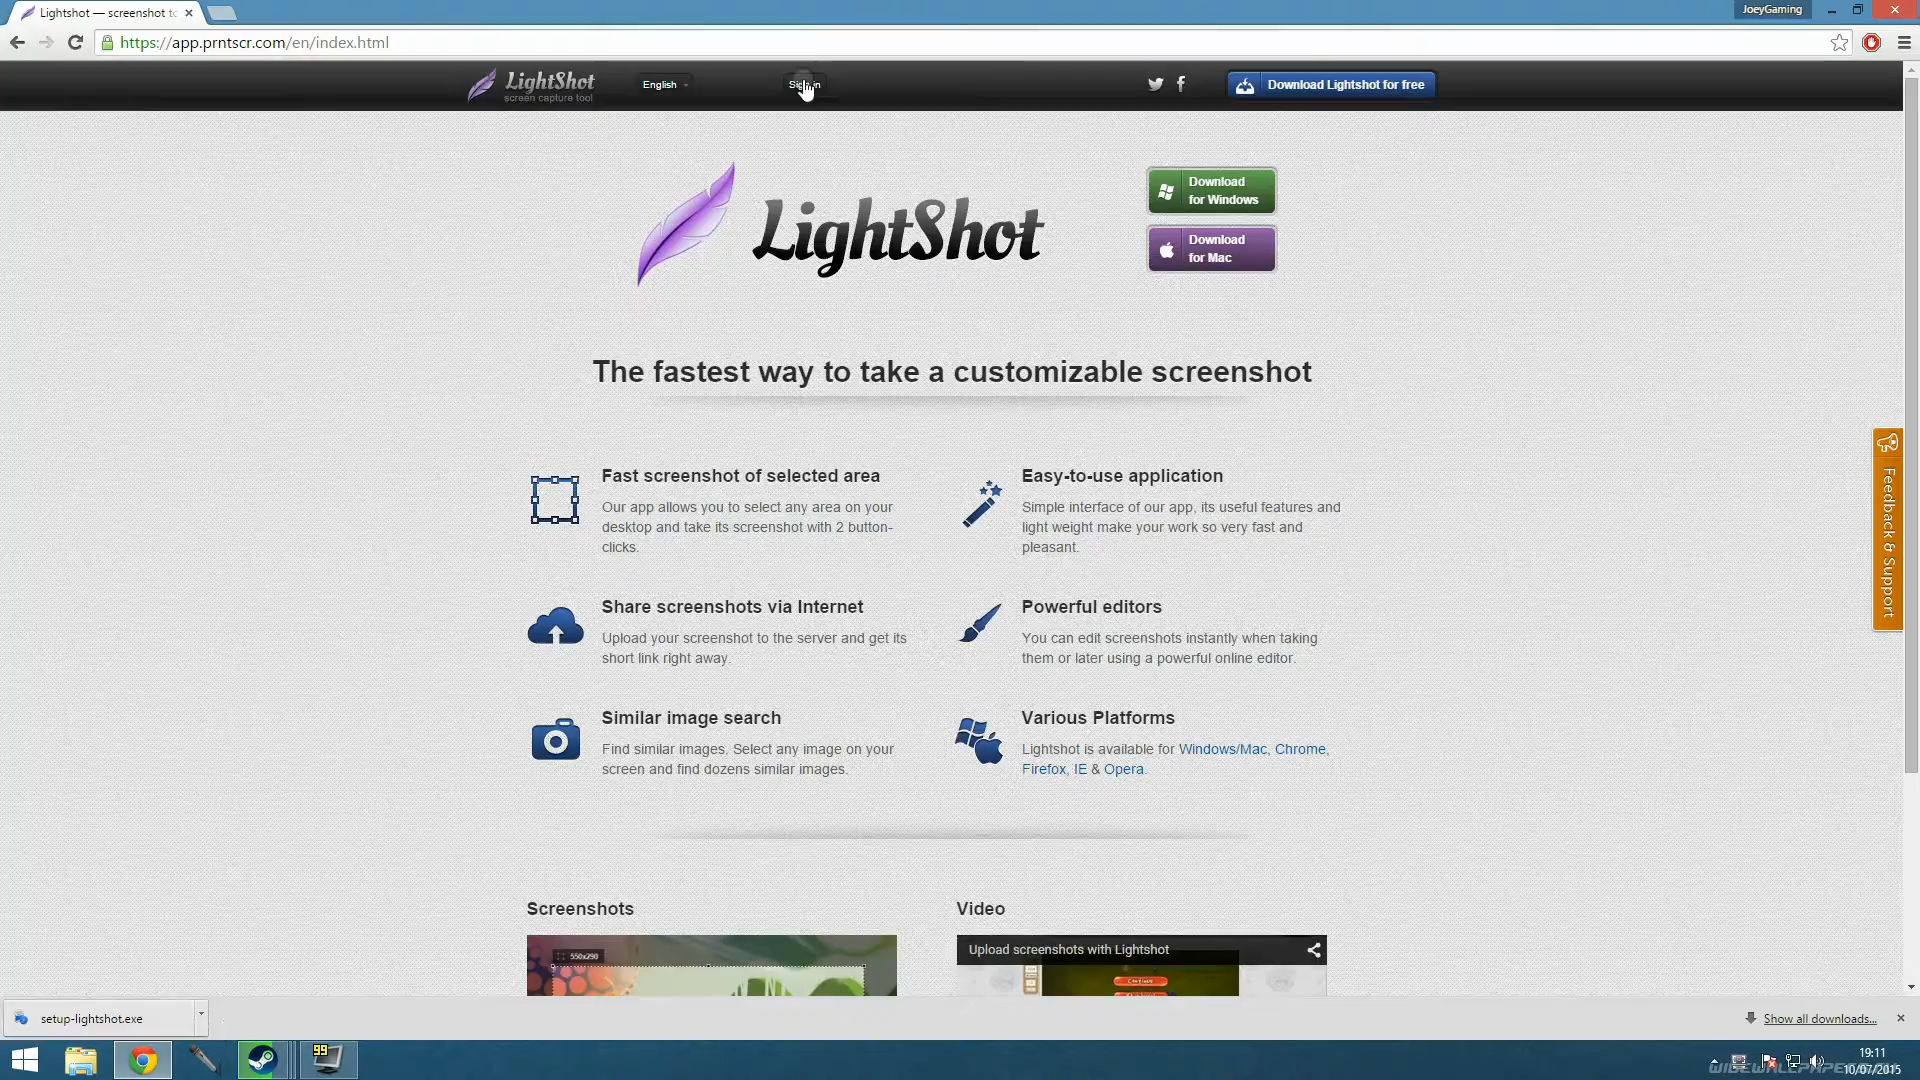 Lightshot — screenshot to
JoeyGaming
https://app.prntscr.com/en/index.html
LightShot
screen capture tool
English
Download Lightshot for free
LightShot
Download
for Windows
Download
for Mac
The fastest way to take a customizable screenshot
Fast screenshot of selected area
Our app allows you to select any area on your
desktop and take its screenshot with 2 button-
clicks.
Easy-to-use application
Simple interface of our app, its useful features and
light weight make your work so very fast and
pleasant.
Share screenshots via Internet
Upload your screenshot to the server and get its
short link right away.
Powerful editors
You can edit screenshots instantly when taking
them or later using a powerful online editor.
Similar image search
Find similar images. Select any image on your
screen and find dozens similar images.
Various Platforms
Lightshot is available for Windows/Mac, Chrome,
Firefox, IE & Opera.
Feedback & Support
Screenshots
550x290
Video
Upload screenshots with Lightshot
setup-lightshot.exe
Show all downloads...
99
19:11
10/07/2015